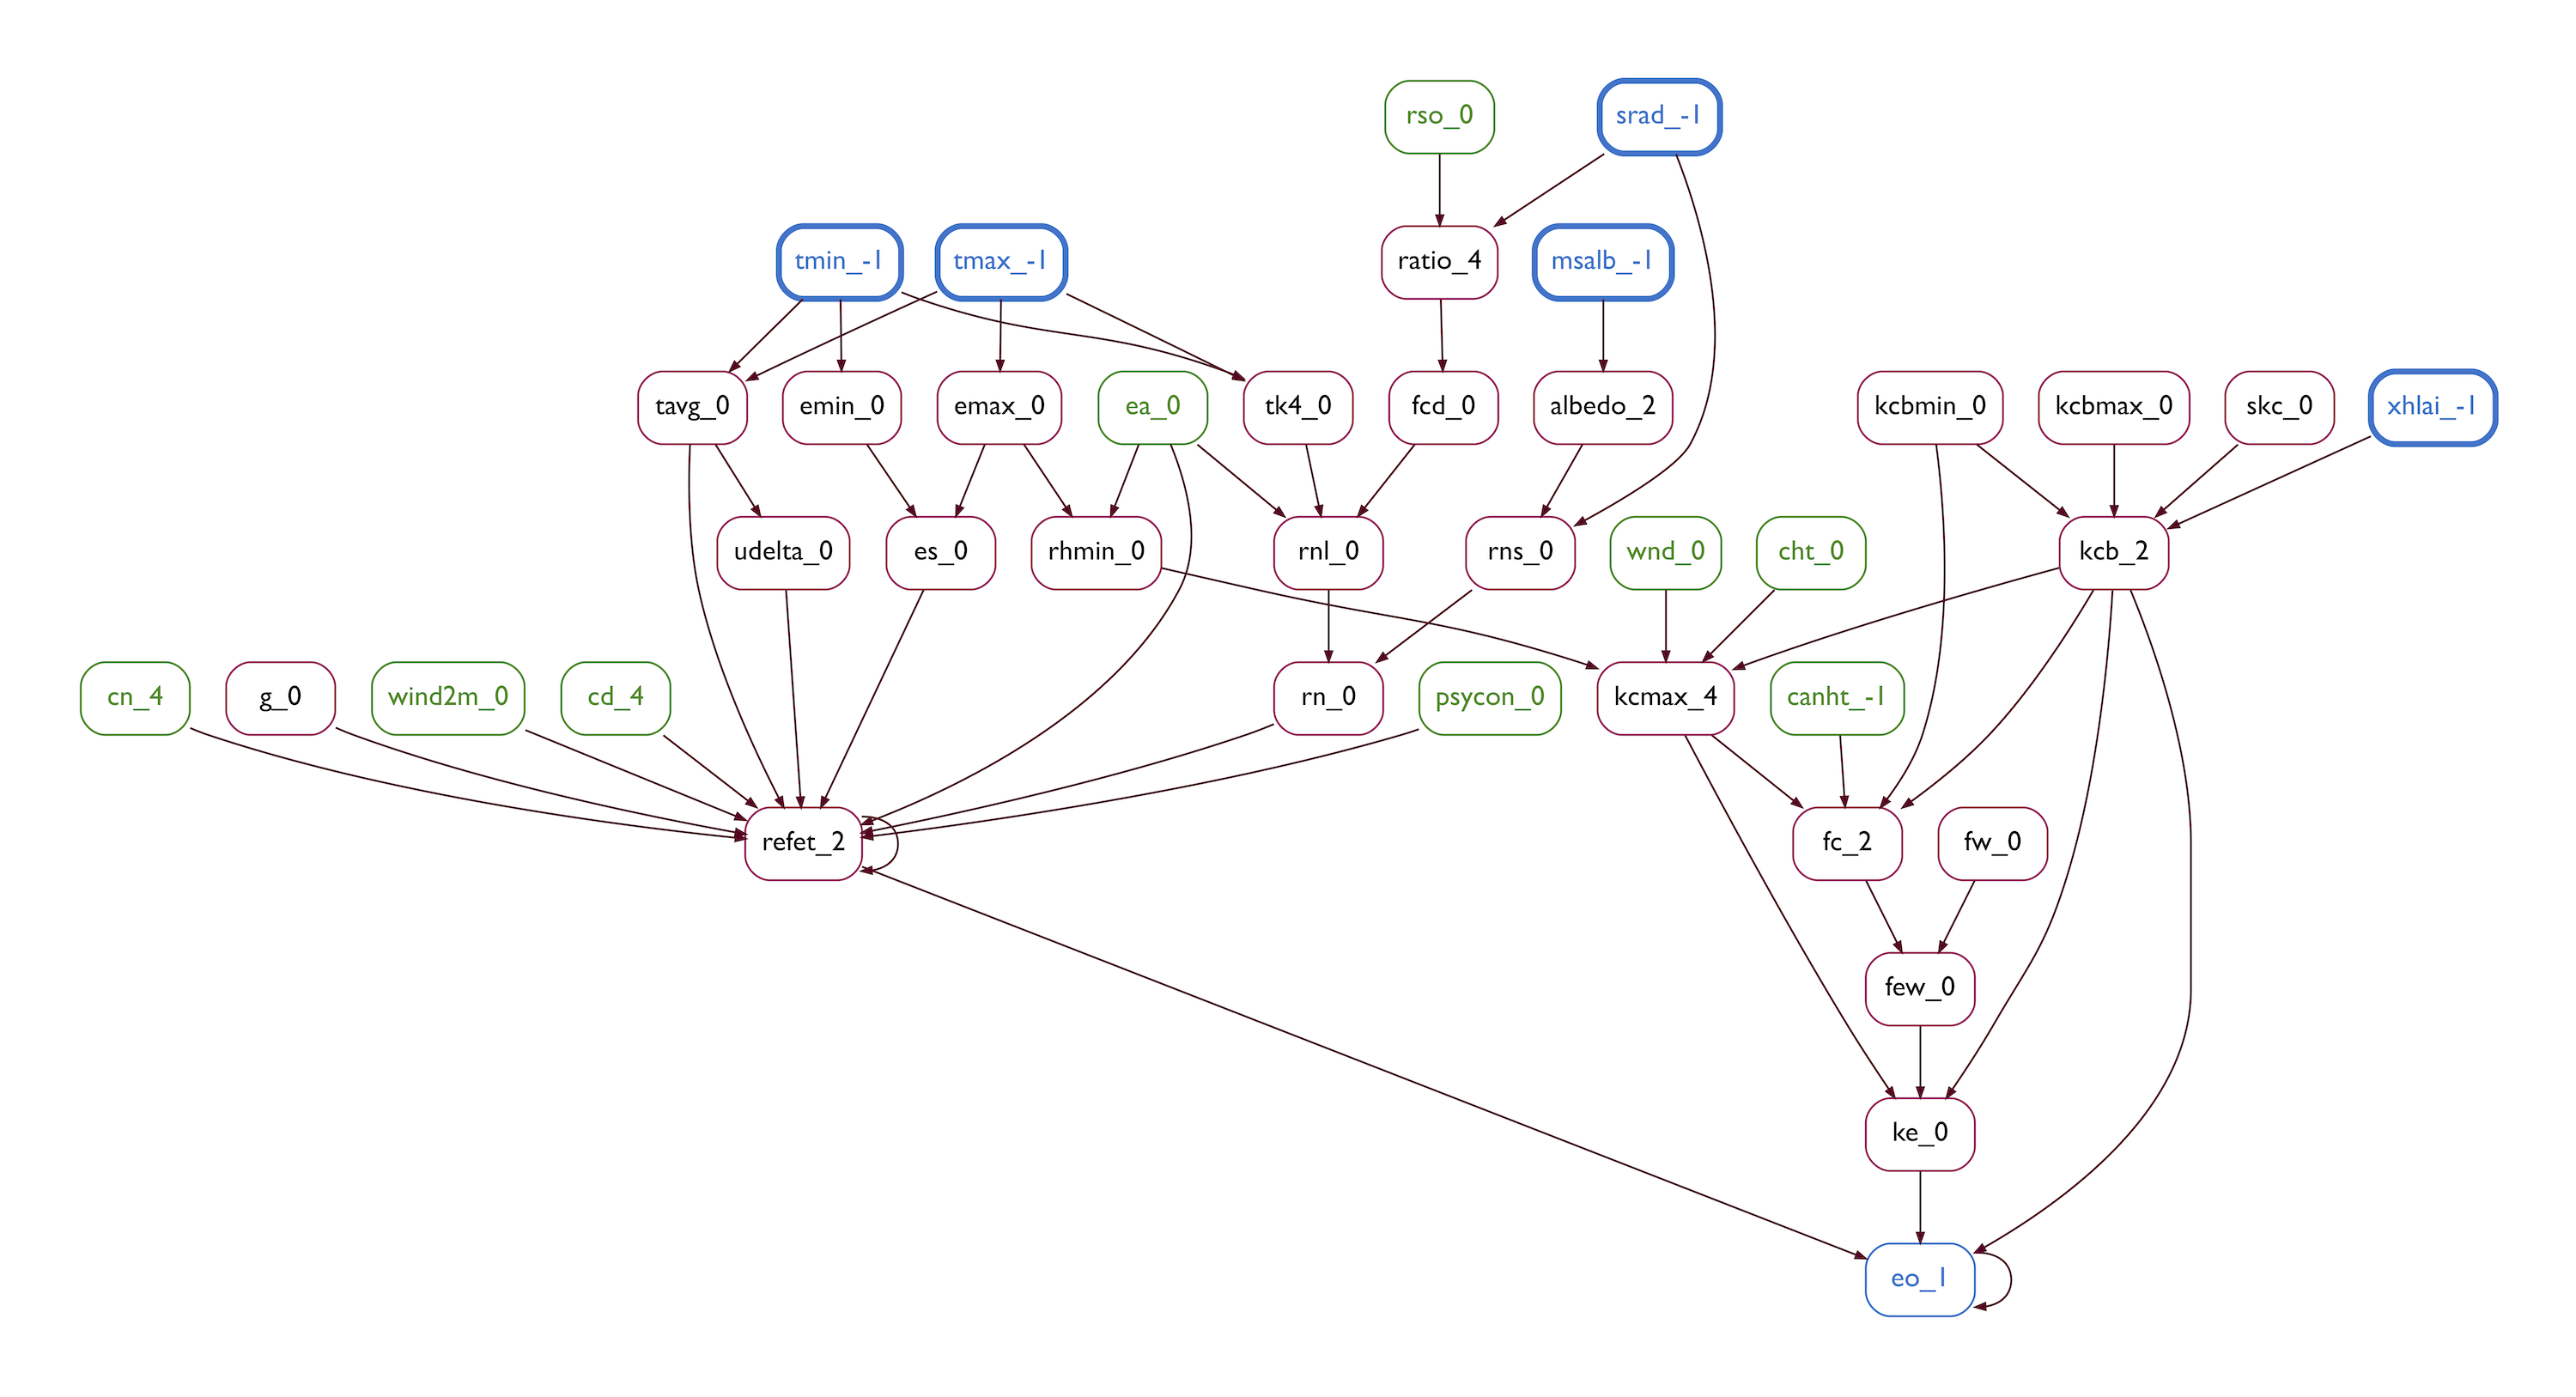 rso_0
srad_-1
tmin_-1
tmax_-1
ratio_4
msalb_-1
tavg_0
emin_0
emax_0
ea_0
tk4_0
fcd_0
albedo_2
kcbmin_0
kcbmax_0
skc_0
xhlai_-1
udelta_0
es_0
rhmin_0
rnl_0
rns_0
wnd_0
cht_0
kcb_2
cn_4
g_0
wind2m_0
cd_4
rn_0
psycon_0
kcmax_4
canht_-1
refet_2
fc_2
fw_0
few_0
ke_0
eo_1